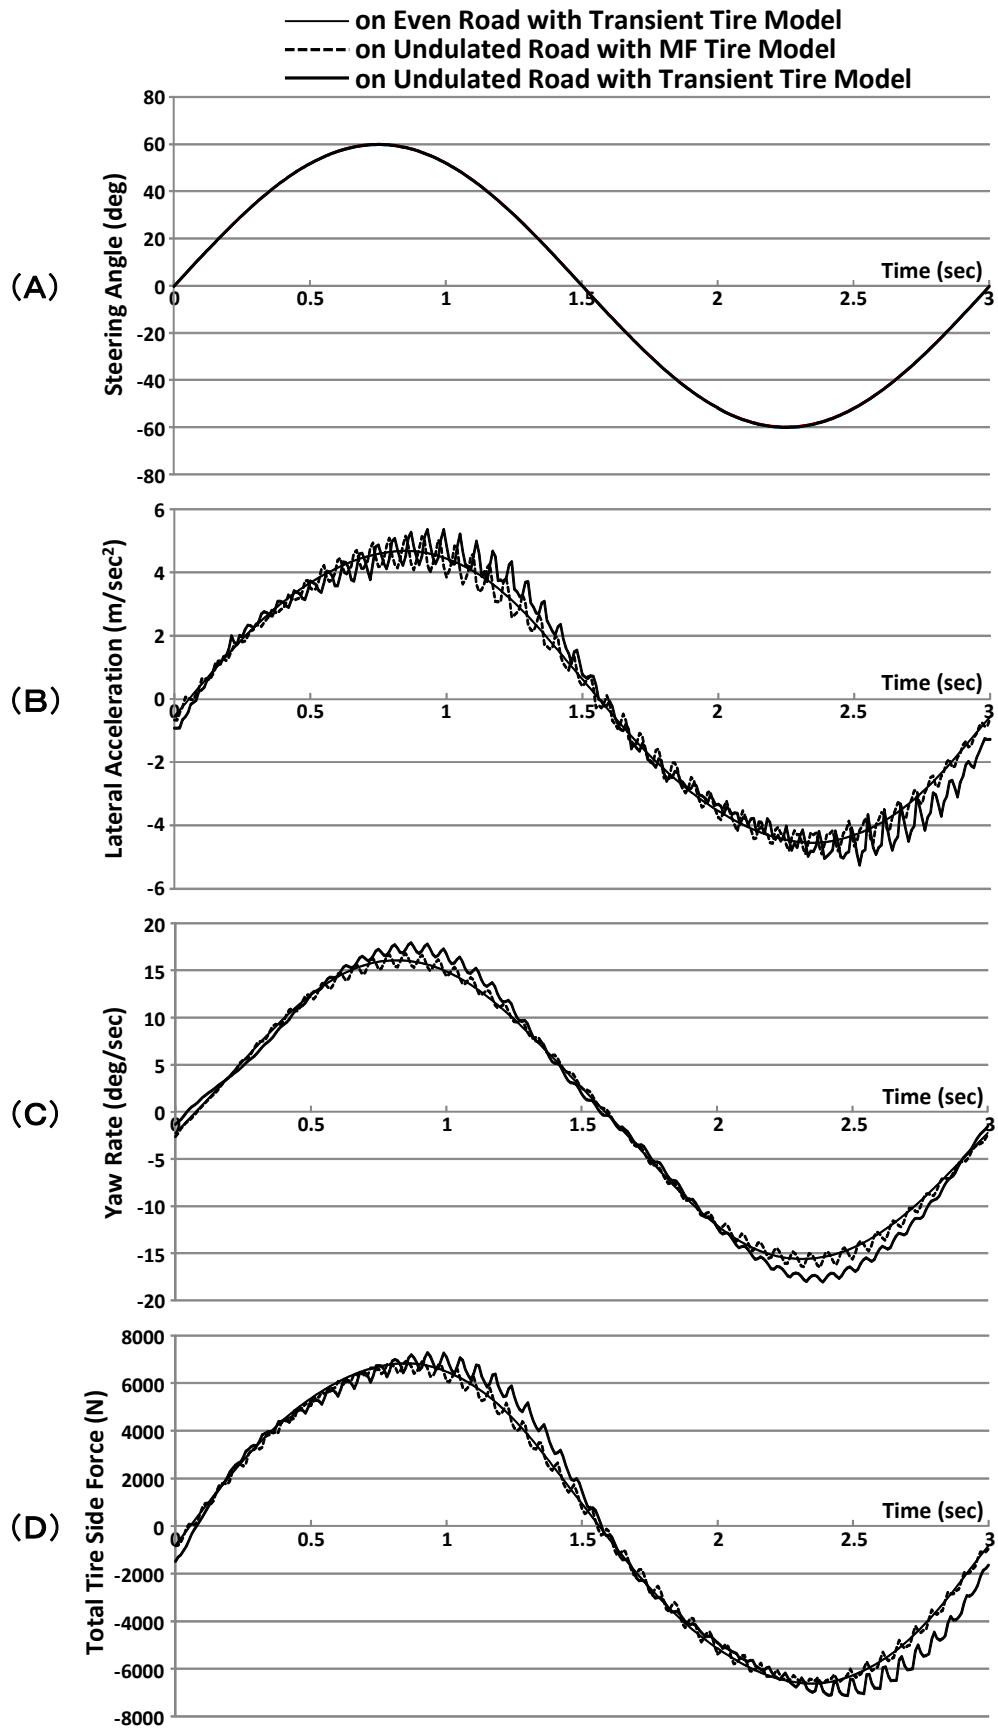 on Even Road with Transient Tire Model
on Undulated Road with MF Tire Model
on Undulated Road with Transient Tire Model
(A)
Steering Angle (deg)
80
60
40
20
0
-20
-40
-60
-80
Time (sec)
0 0.5 1 1.5 2 2.5 3
(B)
Lateral Acceleration (m/sec²)
6
4
2
0
-2
-4
-6
Time (sec)
0 0.5 1 1.5 2 2.5 3
(C)
Yaw Rate (deg/sec)
20
15
10
5
0
-5
-10
-15
-20
Time (sec)
0 0.5 1 1.5 2 2.5 3
(D)
Total Tire Side Force (N)
8000
6000
4000
2000
0
-2000
-4000
-6000
-8000
Time (sec)
0 0.5 1 1.5 2 2.5 3